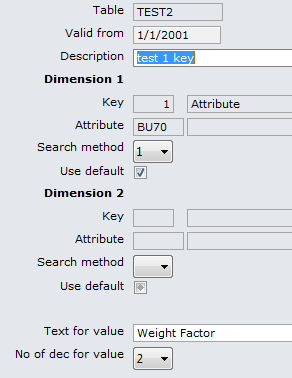 Table TEST2
Valid from 1/1/2001
Description test 1 key
Dimension 1
Key 1 Attribute
Attribute BU70
Search method 1
Use default
Dimension 2
Key
Attribute
Search method
Use default
Text for value Weight Factor
No of dec for value 2